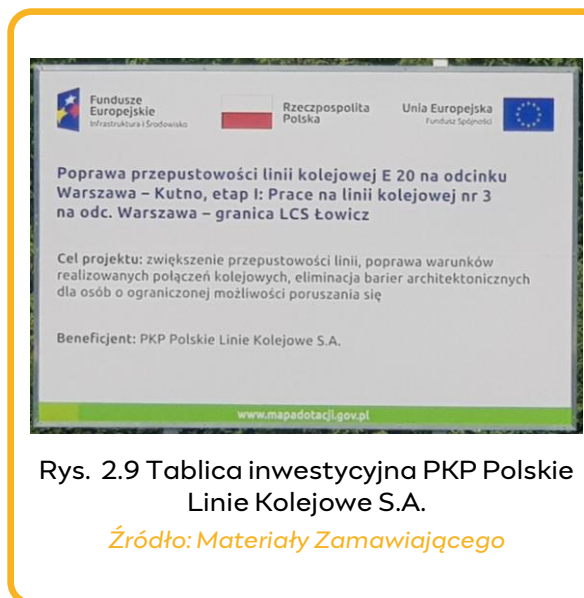 Fundusze
Europejskie
Infrastruktura i Środowisko
Rzeczpospolita
Polska
Unia Europejska
Fundusz Spójności
Poprawa przepustowości linii kolejowej E 20 na odcinku
Warszawa – Kutno, etap I: Prace na linii kolejowej nr 3
na odc. Warszawa – granica LCS Łowicz
Cel projektu: zwiększenie przepustowości linii, poprawa warunków
realizowanych połączeń kolejowych, eliminacja barier architektonicznych
dla osób o ograniczonej możliwości poruszania się
Beneficjent: PKP Polskie Linie Kolejowe S.A.
www.mapadotacji.gov.pl
Rys. 2.9 Tablica inwestycyjna PKP Polskie
Linie Kolejowe S.A.
Źródło: Materiały Zamawiającego